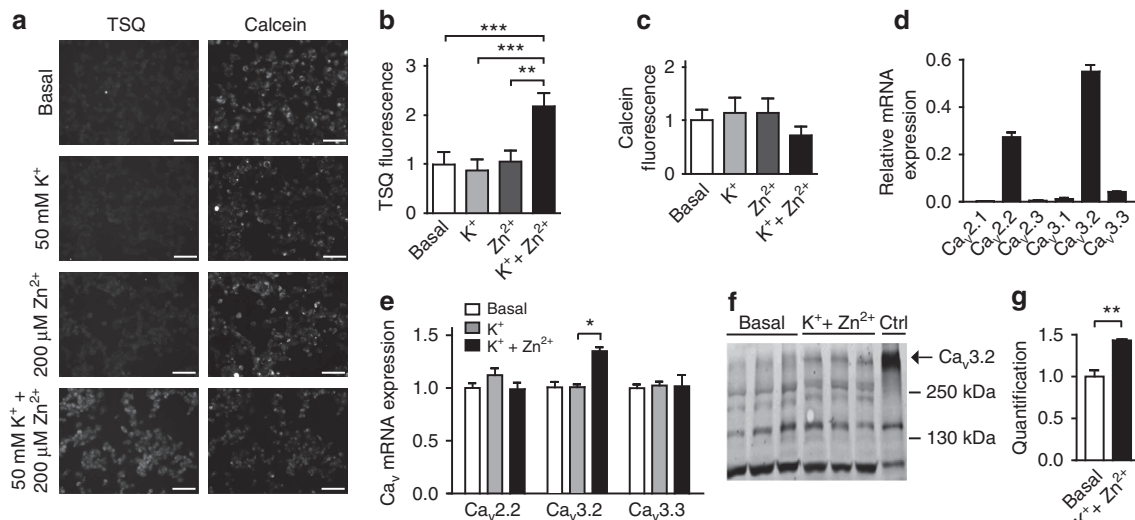 a
TSQ
Calcein
Basal
50 mM K⁺
200 µM Zn²⁺
50 mM K⁺ +
200 µM Zn²⁺
b
***
***
**
TSQ fluorescence
3
2
1
0
Basal
K⁺
Zn²⁺
K⁺ + Zn²⁺
c
Calcein
fluorescence
2
1
0
Basal
K⁺
Zn²⁺
K⁺ + Zn²⁺
d
Relative mRNA
expression
0.6
0.4
0.2
0.0
Caᵥ2.1
Caᵥ2.2
Caᵥ2.3
Caᵥ3.1
Caᵥ3.2
Caᵥ3.3
e
Basal
K⁺
K⁺ + Zn²⁺
*
Caᵥ mRNA expression
1.5
1.0
0.5
0.0
Caᵥ2.2
Caᵥ3.2
Caᵥ3.3
f
Basal
K⁺ + Zn²⁺
Ctrl
Caᵥ3.2
250 kDa
130 kDa
g
**
Quantification
1.5
1.0
0.5
0.0
Basal
K⁺ + Zn²⁺